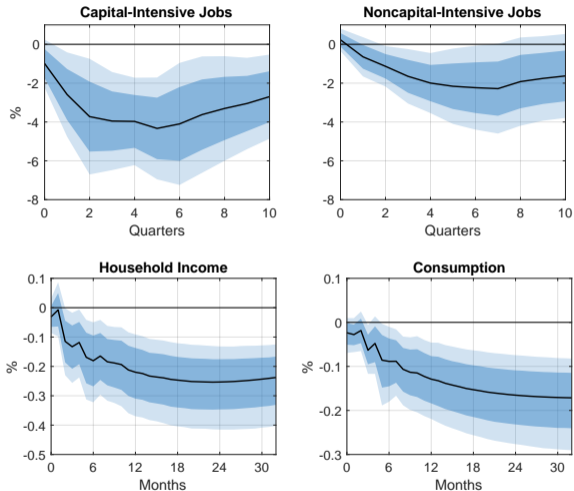 Capital-Intensive Jobs
0
-2
-4
-6
-8
%
0 2 4 6 8 10
Quarters
Noncapital-Intensive Jobs
0
-2
-4
-6
-8
0 2 4 6 8 10
Quarters
Household Income
0.1
0
-0.1
-0.2
-0.3
-0.4
-0.5
%
0 6 12 18 24 30
Months
Consumption
0.1
0
-0.1
-0.2
-0.3
%
0 6 12 18 24 30
Months